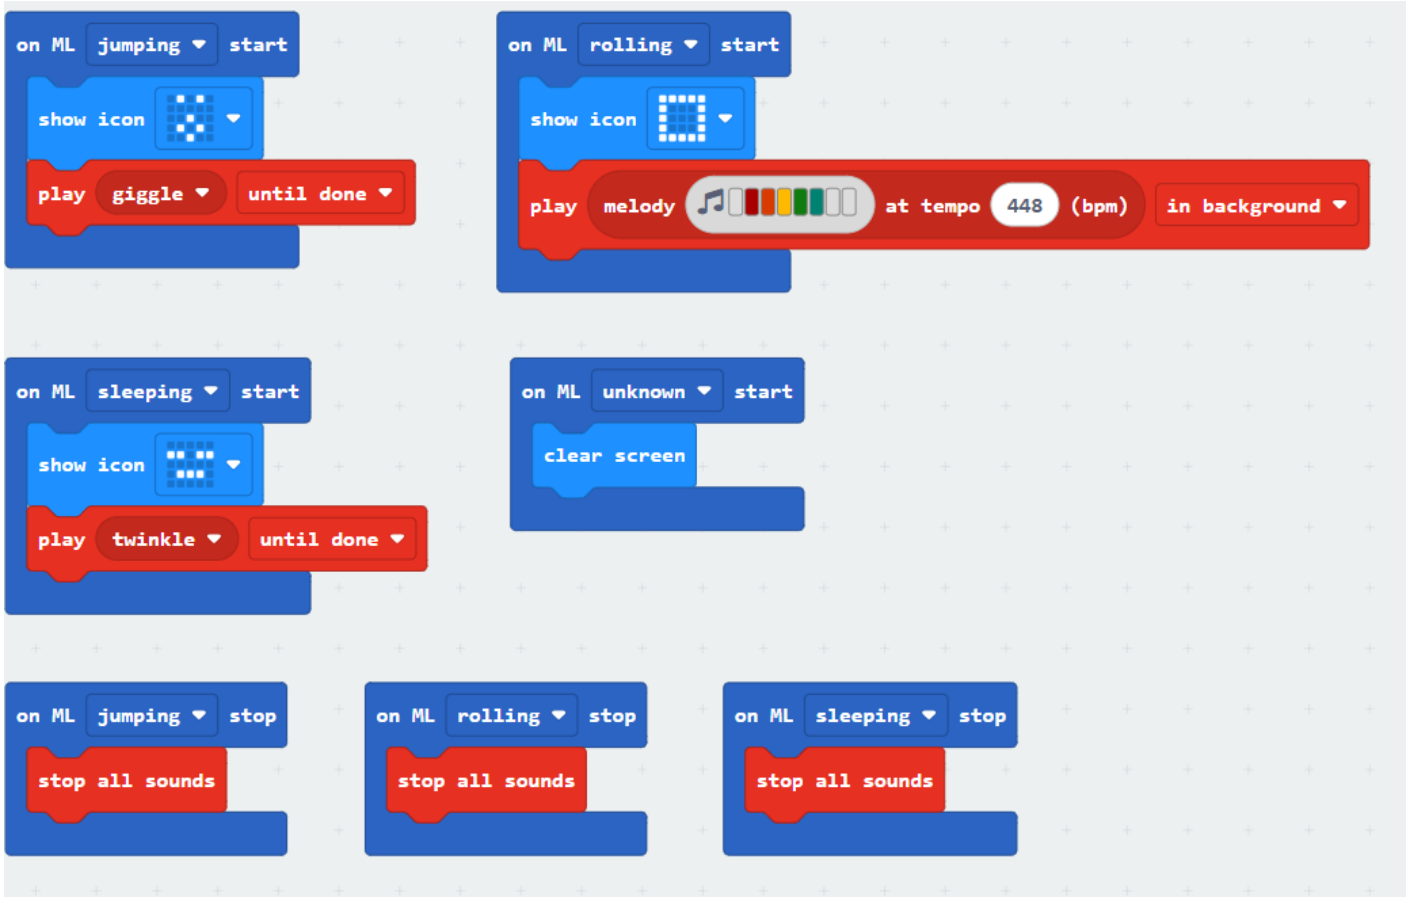 on ML jumping start
show icon
play giggle until done
on ML rolling start
show icon
play melody at tempo 448 (bpm) in background
on ML sleeping start
show icon
play twinkle until done
on ML unknown start
clear screen
on ML jumping stop
stop all sounds
on ML rolling stop
stop all sounds
on ML sleeping stop
stop all sounds